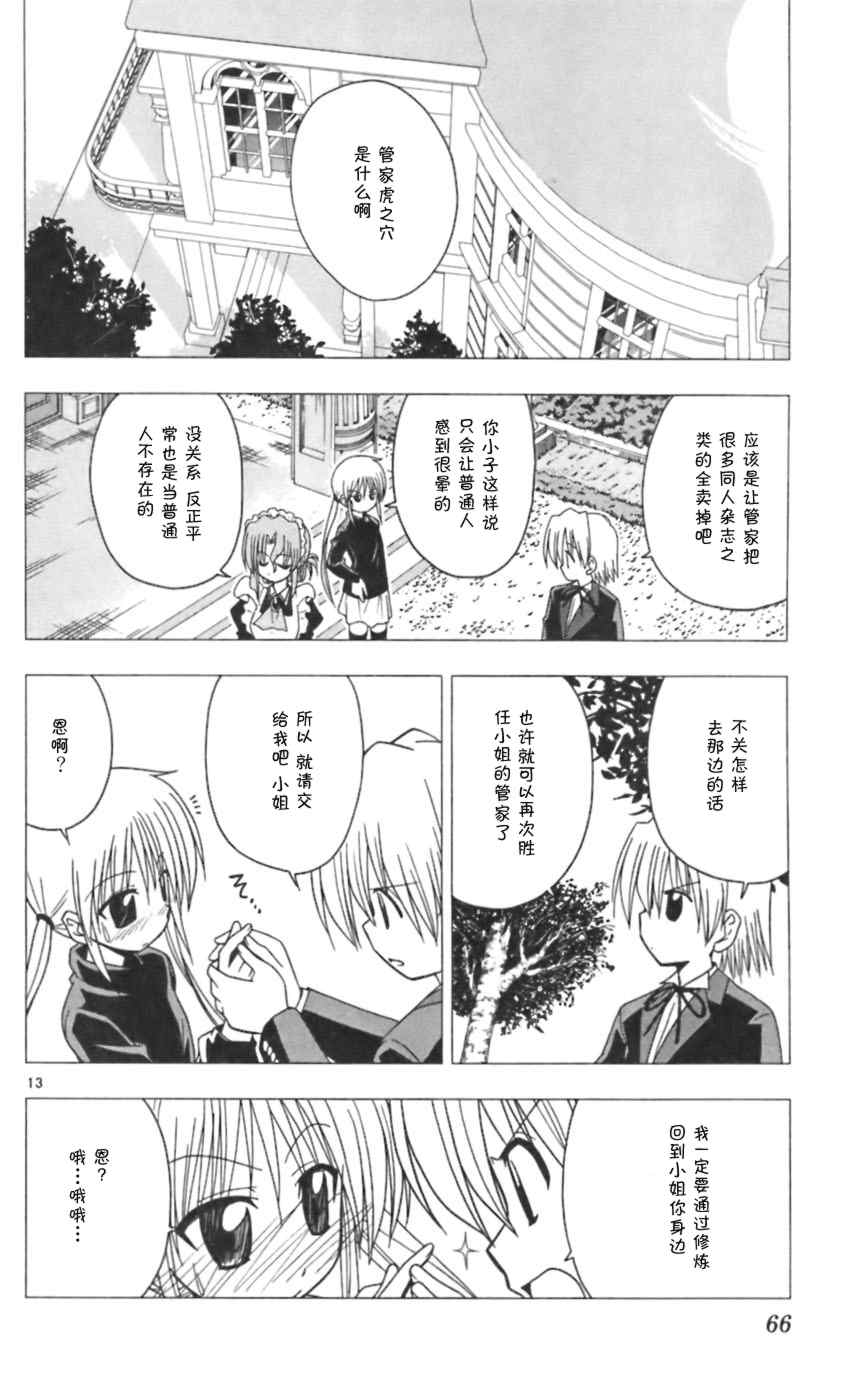 管家虎之穴
是什么啊
应该是让管家把
很多同人杂志之
类的全卖掉吧
你小子这样说
只会让普通人
感到很晕的
没关系 反正平
常也是当普通
人不存在的
不关怎样
去那边的话
也许就可以再次胜
任小姐的管家了
所以 就请交
给我吧 小姐
恩啊？
13
我一定要通过修炼
回到小姐你身边
恩？
哦…哦哦…
66